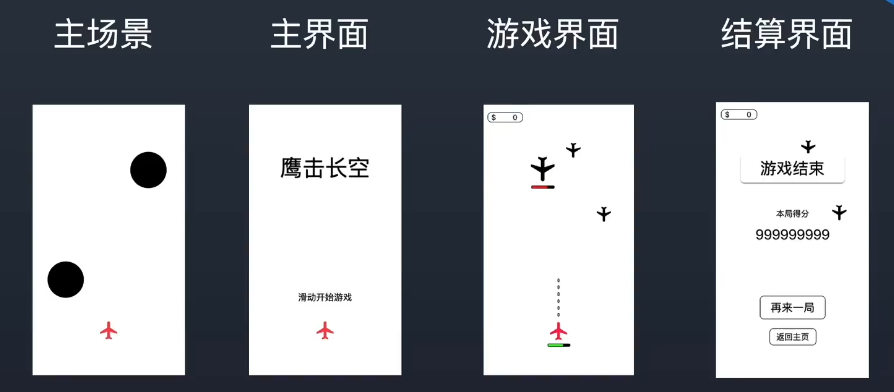 主场景
主界面
游戏界面
结算界面
鹰击长空
滑动开始游戏
$ 0
$ 0
游戏结束
本局得分
999999999
再来一局
返回主页